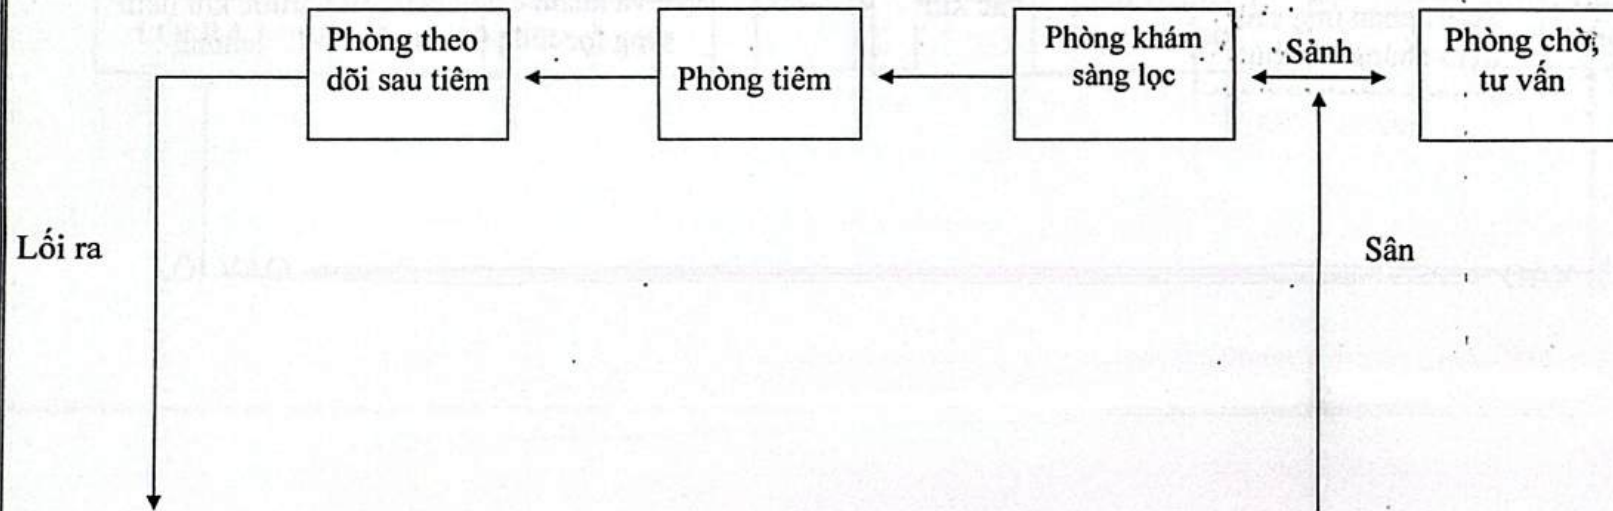 Phòng theo
dõi sau tiêm
Phòng tiêm
Phòng khám
sàng lọc
Sảnh
Phòng chờ,
tư vấn
Lối ra
Sân